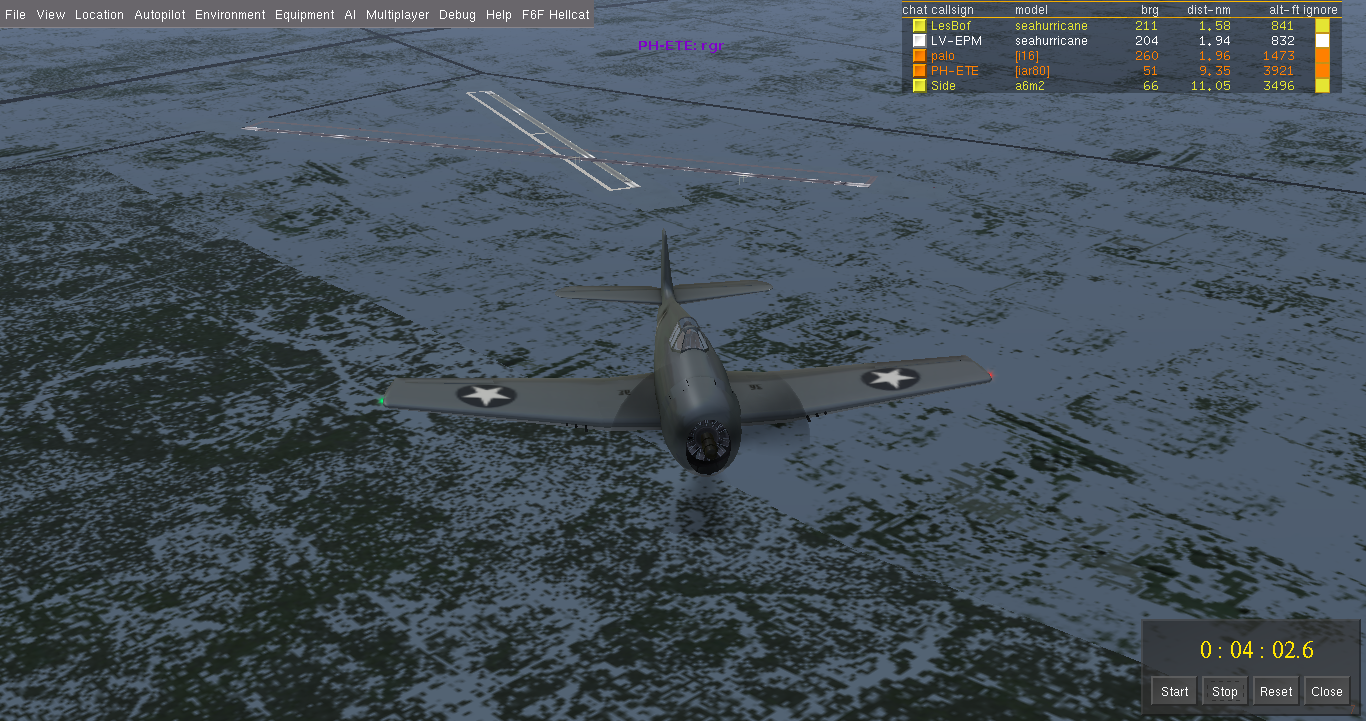 File View Location Autopilot Environment Equipment AI Multiplayer Debug Help F6F Hellcat
chat callsign model brg dist-nm alt-ft ignore
LesBof seahurricane 211 1.58 841
LV-EPM seahurricane 204 1.94 832
palo [i16] 260 1.96 1473
PH-ETE [iar80] 51 9.35 3921
Side a6m2 66 11.05 3496
PH-ETE: rgr
0 : 04 : 02.6
Start Stop Reset Close